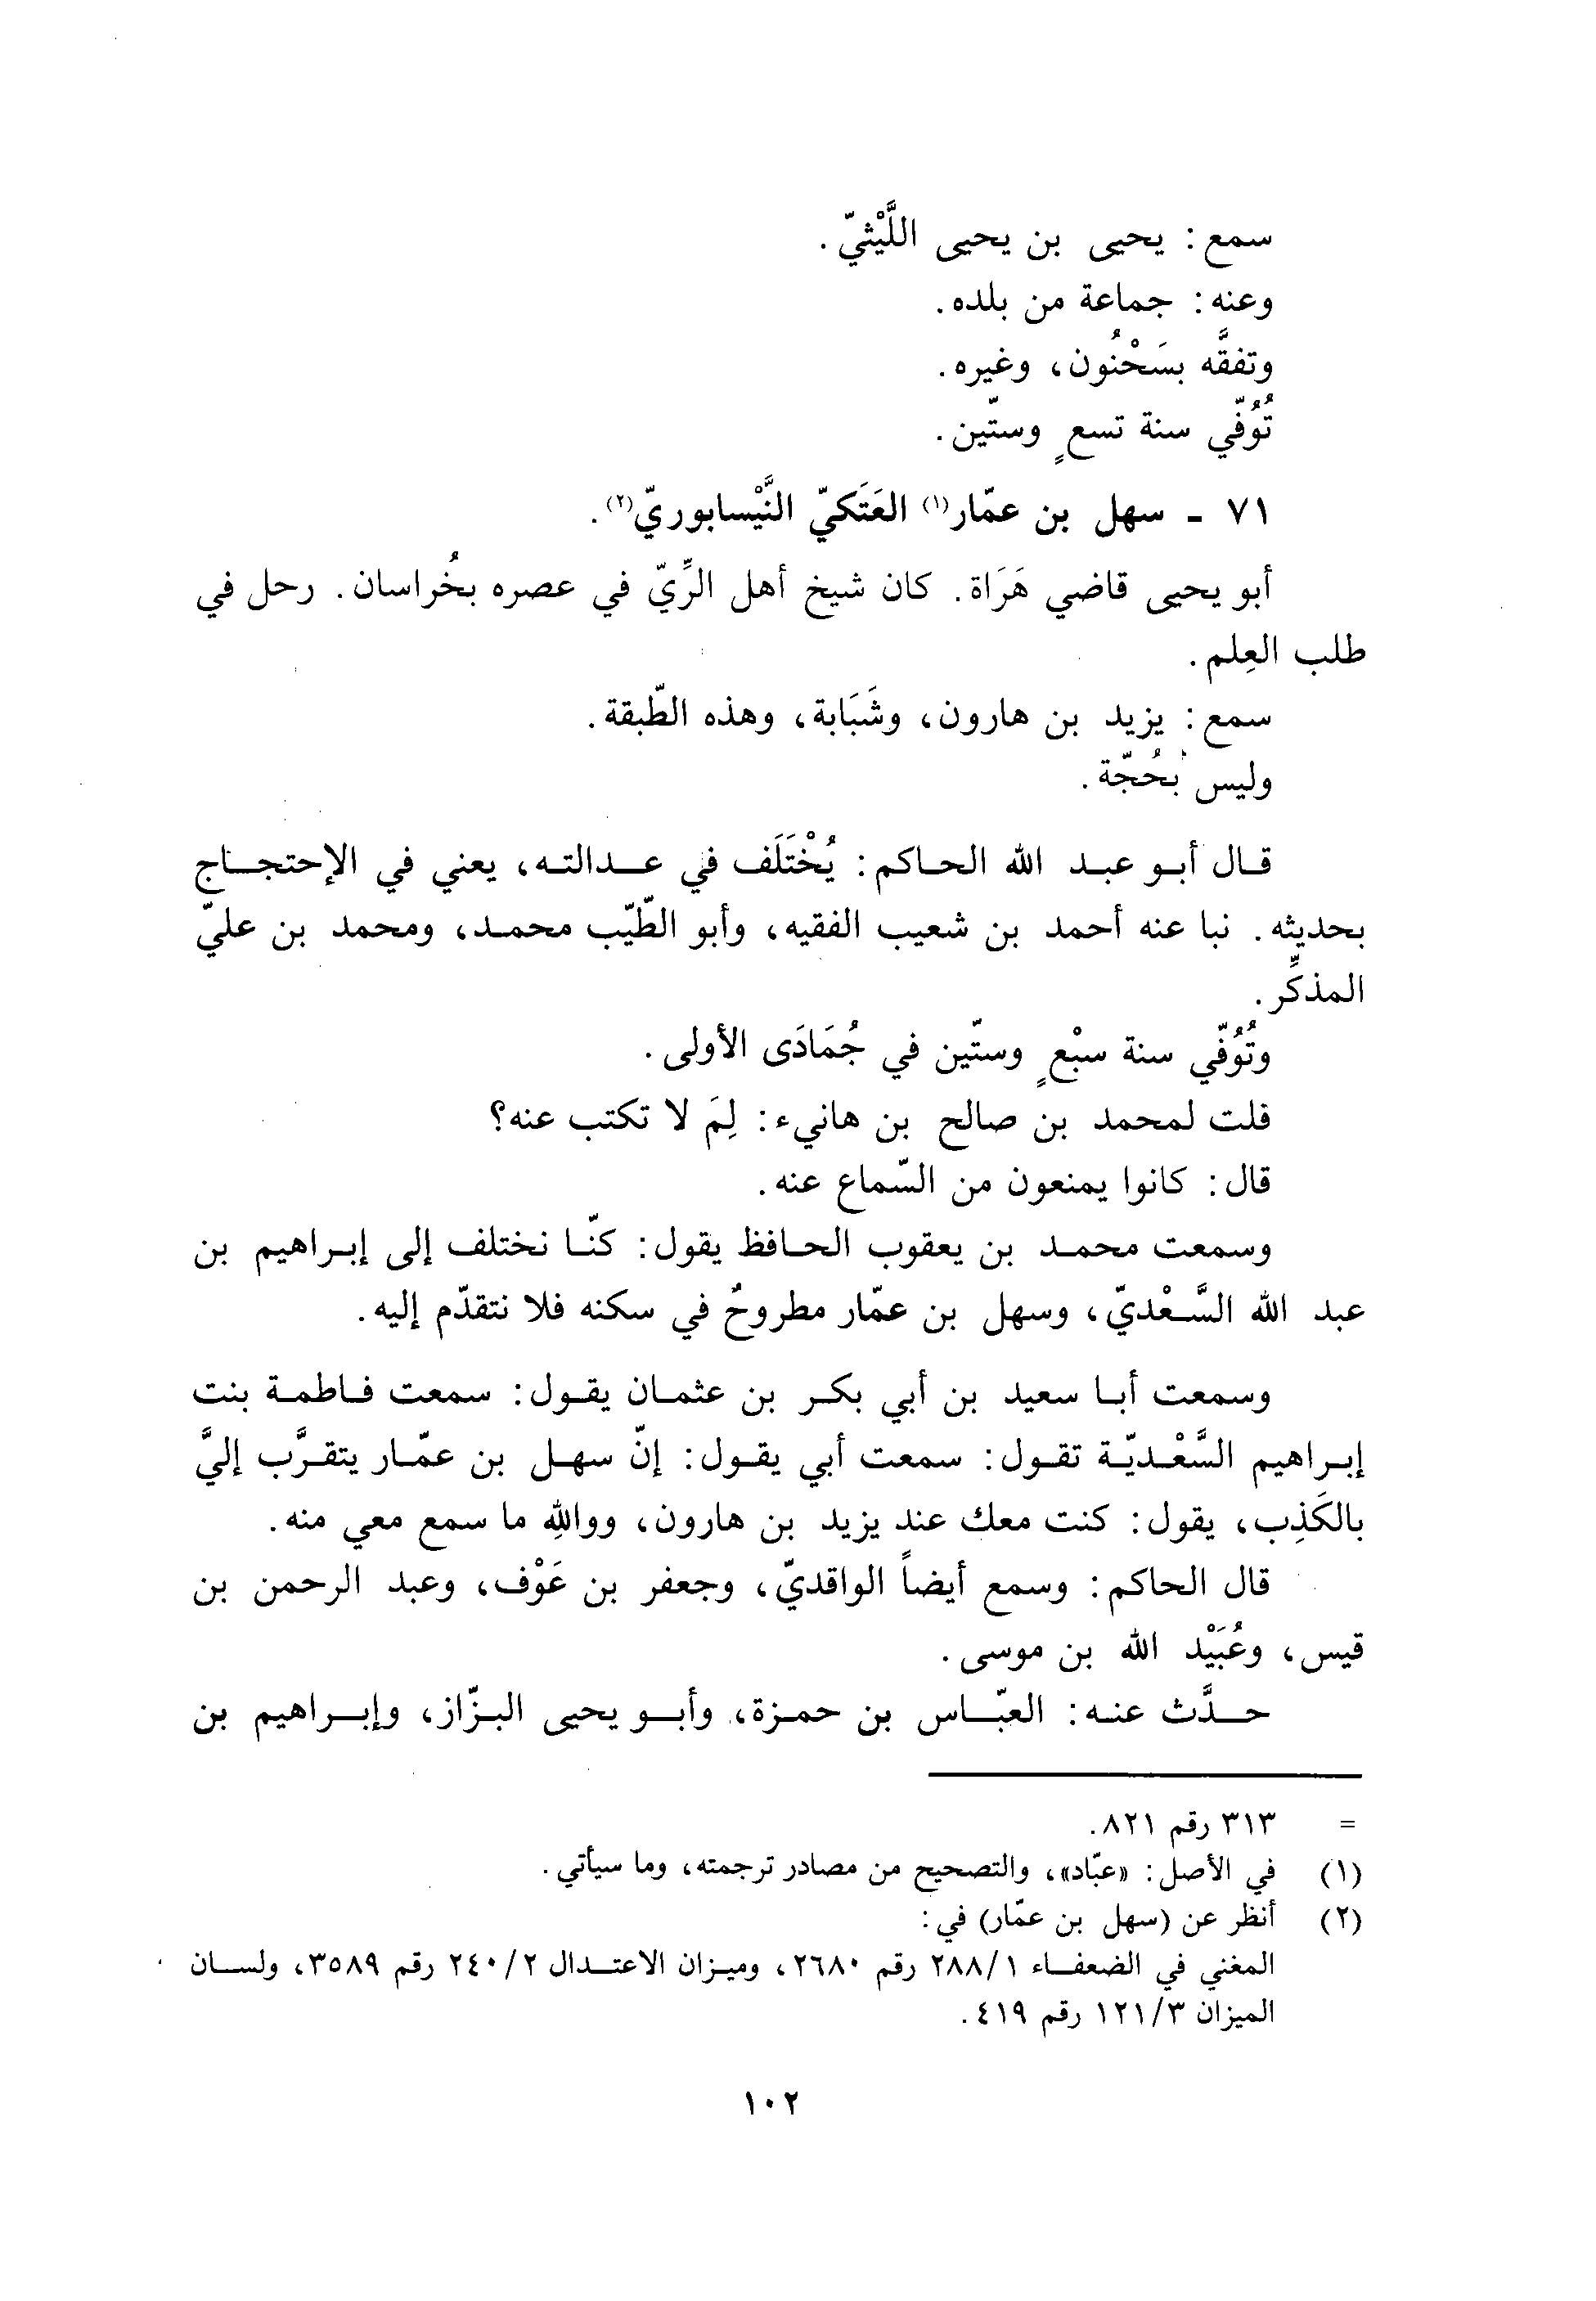 سمع: يحيى بن يحيى اللَّيْثيّ.
وعنه: جماعة من بلده.
وتفقَّه بسَحْنُون، وغيره.
تُوُفّي سنة تسعٍ وستّين.
٧١ - سهل بن عمّار(١) العَتَكيّ النَّيْسابوريّ(٢).
أبو يحيى قاضي هَرَاة. كان شيخ أهل الرِّيّ في عصره بخُراسان. رحل في
طلب العِلم.
سمع: يزيد بن هارون، وشَبَابة، وهذه الطّبقة.
وليس بحُجّة.
قال أبو عبد الله الحاكم: يُخْتَلَف في عدالته، يعني في الإحتجاج
بحديثه. نبا عنه أحمد بن شعيب الفقيه، وأبو الطّيّب محمد، ومحمد بن عليّ
المذكِّر.
وتُوُفّي سنة سبْعٍ وستّين في جُمَادَى الأولى.
قلت لمحمد بن صالح بن هانيء: لِمَ لا تكتب عنه؟
قال: كانوا يمنعون من السّماع عنه.
وسمعت محمد بن يعقوب الحافظ يقول: كنّا نختلف إلى إبراهيم بن
عبد الله السَّعْديّ، وسهل بن عمّار مطروحٌ في سكنه فلا نتقدّم إليه.
وسمعت أبا سعيد بن أبي بكر بن عثمان يقول: سمعت فاطمة بنت
إبراهيم السَّعْديّة تقول: سمعت أبي يقول: إنّ سهل بن عمّار يتقرَّب إليَّ
بالكَذِب، يقول: كنت معك عند يزيد بن هارون، وواللهِ ما سمع معي منه.
قال الحاكم: وسمع أيضاً الواقديّ، وجعفر بن عَوْف، وعبد الرحمن بن
قيس، وعُبَيْد الله بن موسى.
حدَّث عنه: العبّاس بن حمزة، وأبو يحيى البزّاز، وإبراهيم بن
= ٣١٣ رقم ٨٢١.
(١) في الأصل: «عبّاد»، والتصحيح من مصادر ترجمته، وما سيأتي.
(٢) أنظر عن (سهل بن عمّار) في:
المغني في الضعفاء ٢٨٨/١ رقم ٢٦٨٠، وميزان الاعتدال ٢٤٠/٢ رقم ٣٥٨٩، ولسان
الميزان ١٢١/٣ رقم ٤١٩.
١٠٢